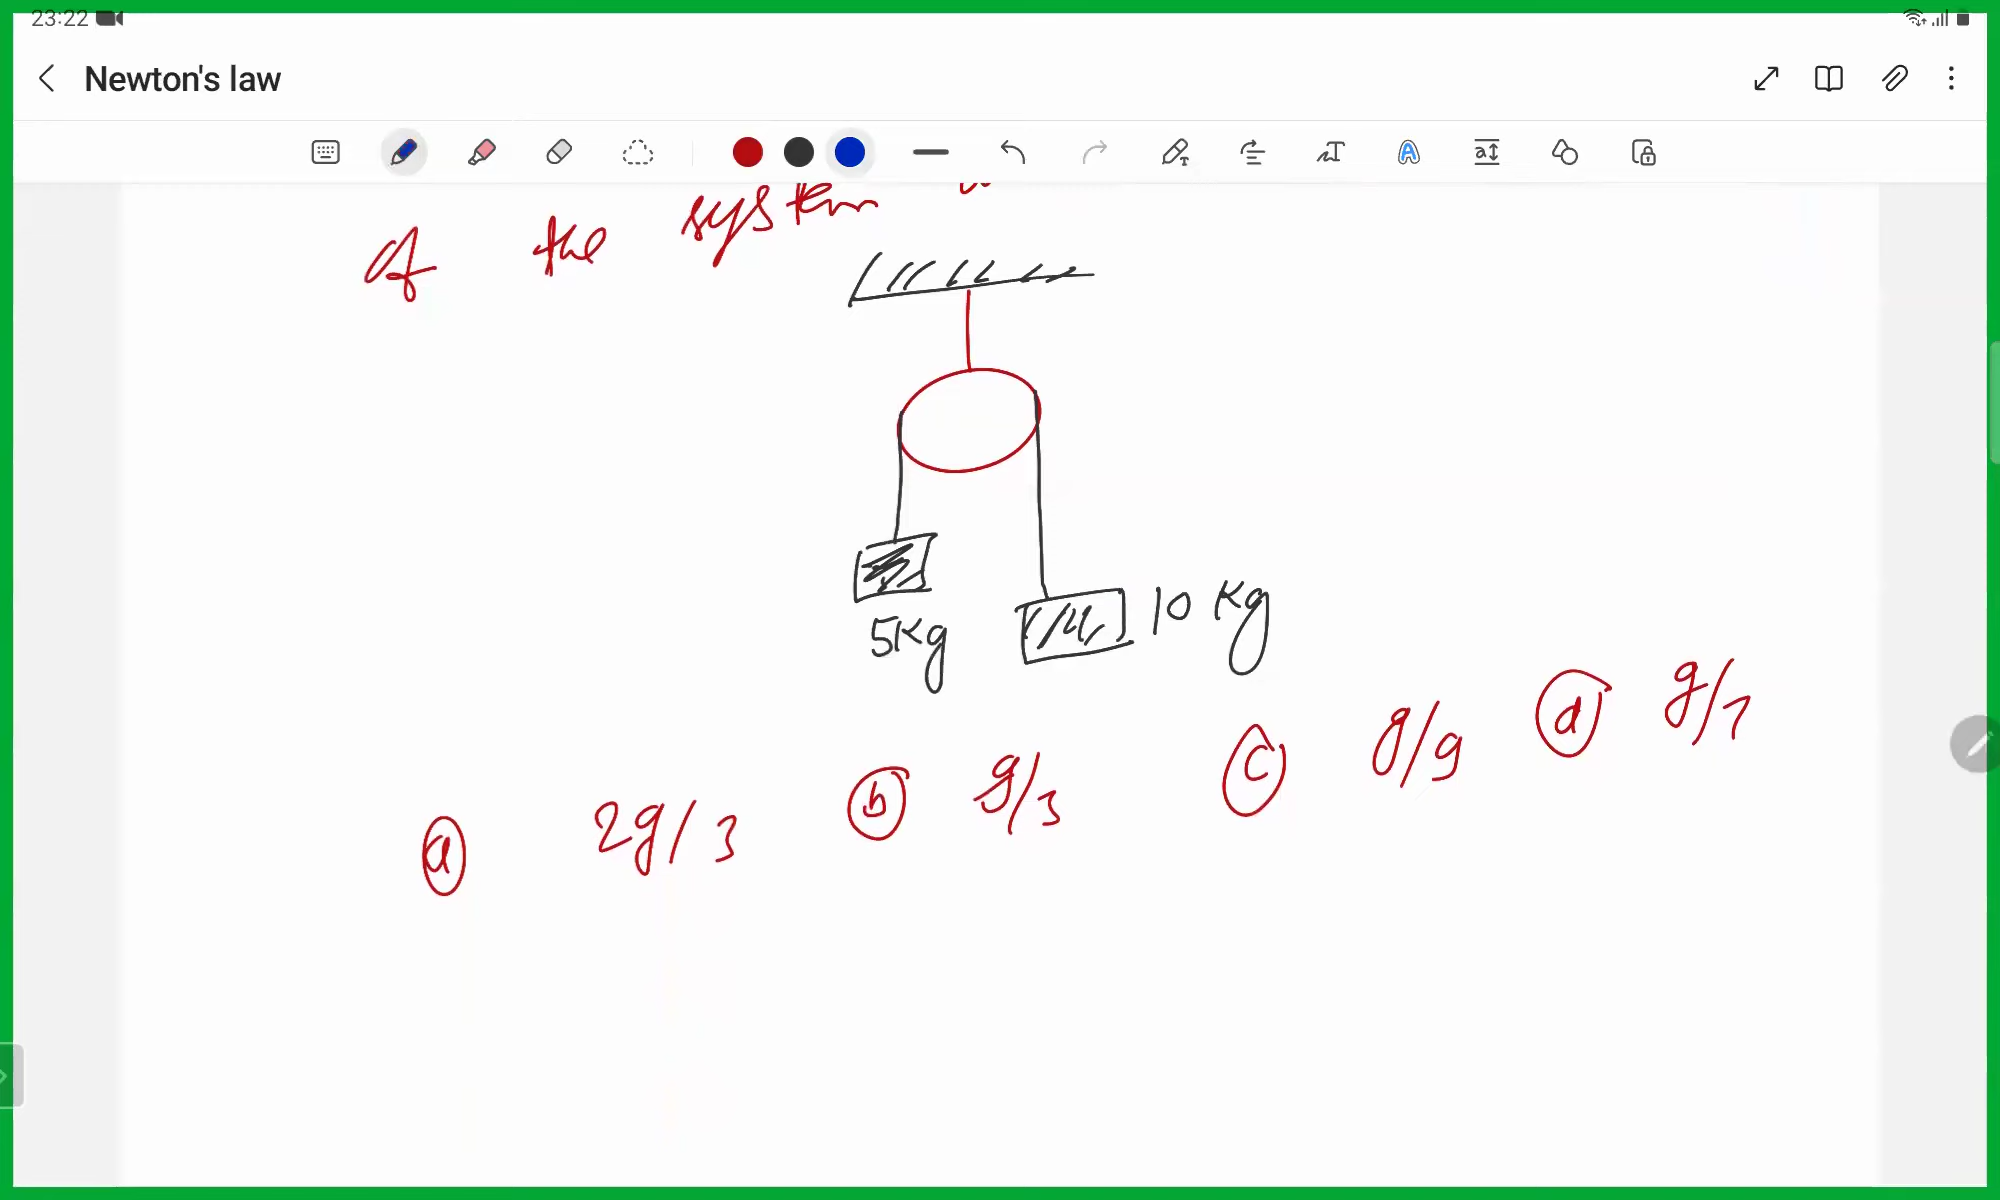 23:22
Newton's law
of the system
5Kg
10 Kg
a 2g/3 b g/3 c g/9 d g/7